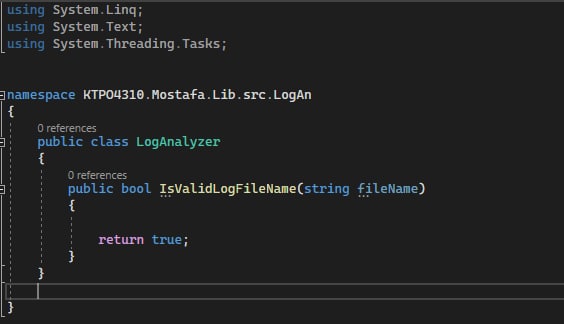 using System.Linq;
using System.Text;
using System.Threading.Tasks;
namespace KTPO4310.Mostafa.Lib.src.LogAn
{
0 references
public class LogAnalyzer
{
0 references
public bool IsValidLogFileName(string fileName)
{
return true;
}
}
}